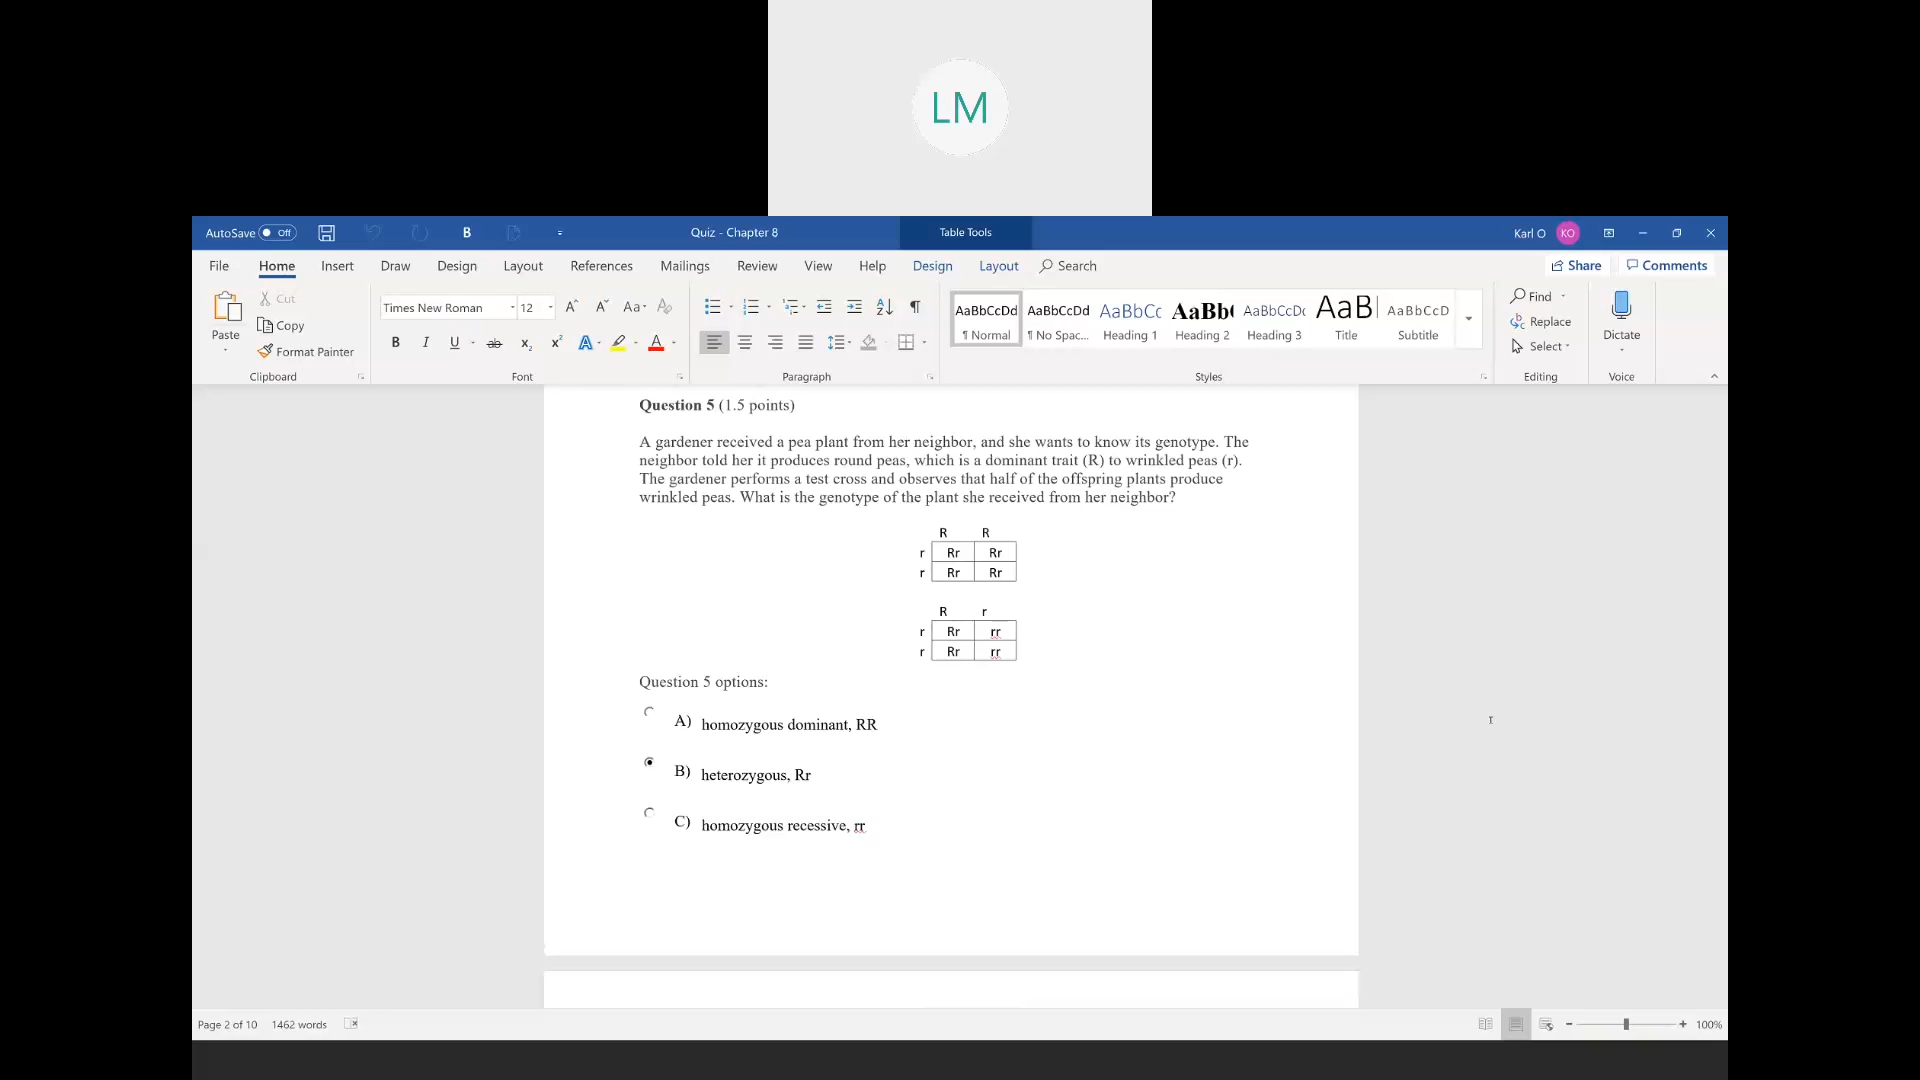 LM
AutoSave Off B Quiz - Chapter 8 Table Tools Karl O KO
File Home Insert Draw Design Layout References Mailings Review View Help Design Layout Search Share Comments
Paste
Cut
Copy
Format Painter
Clipboard
Times New Roman 12 Aa
B I U ab x₂ x² A A
Font
Paragraph
AaBbCcDd AaBbCcDd AaBbCc AaBb( AaBbCcDc AaB AaBbCcD
¶ Normal ¶ No Spac... Heading 1 Heading 2 Heading 3 Title Subtitle
Styles
Find
Replace
Select
Editing
Dictate
Voice
Question 5 (1.5 points)
A gardener received a pea plant from her neighbor, and she wants to know its genotype. The
neighbor told her it produces round peas, which is a dominant trait (R) to wrinkled peas (r).
The gardener performs a test cross and observes that half of the offspring plants produce
wrinkled peas. What is the genotype of the plant she received from her neighbor?
R R
r Rr Rr
r Rr Rr
R r
r Rr rr
r Rr rr
Question 5 options:
A) homozygous dominant, RR
B) heterozygous, Rr
C) homozygous recessive, rr
Page 2 of 10 1462 words 100%